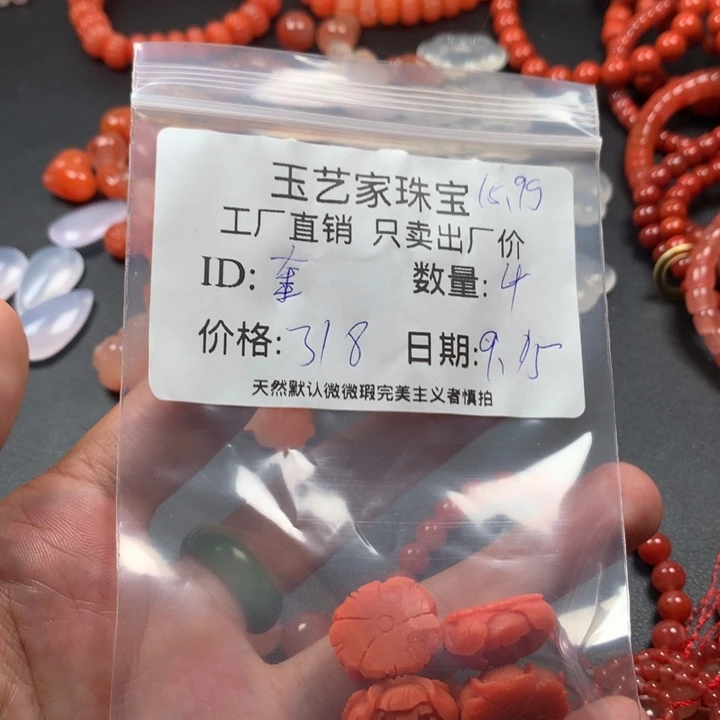 玉艺家珠宝 15.99
工厂直销 只卖出厂价
ID: 奎 数量: 4
价格: 318 日期: 9.15
天然默认微微瑕完美主义者慎拍